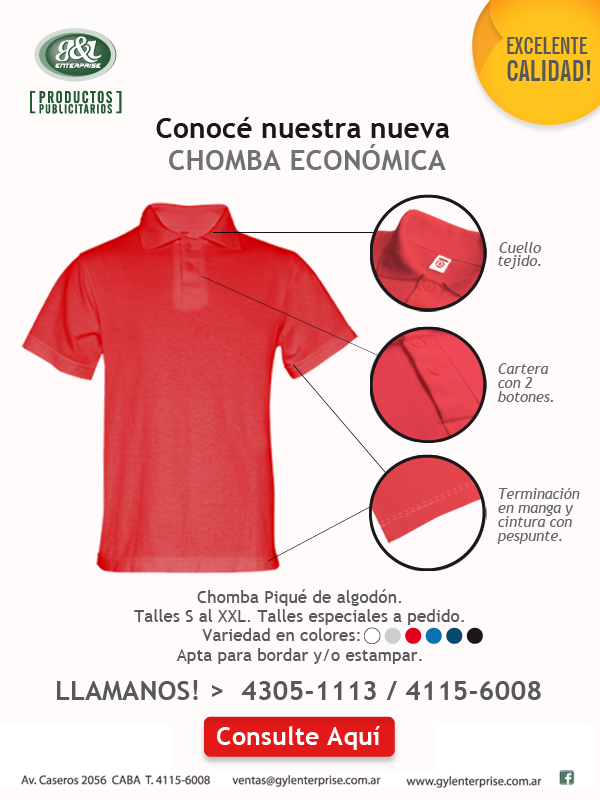 g&l
ENTERPRISE
[PRODUCTOS
PUBLICITARIOS]
EXCELENTE
CALIDAD!
Conocé nuestra nueva
CHOMBA ECONÓMICA
Cuello
tejido.
Cartera
con 2
botones.
Terminación
en manga y
cintura con
pespunte.
Chomba Piqué de algodón.
Talles S al XXL. Talles especiales a pedido.
Variedad en colores:
Apta para bordar y/o estampar.
LLAMANOS! > 4305-1113 / 4115-6008
Consulte Aquí
Av. Caseros 2056 CABA T. 4115-6008 ventas@gylenterprise.com.ar www.gylenterprise.com.ar f